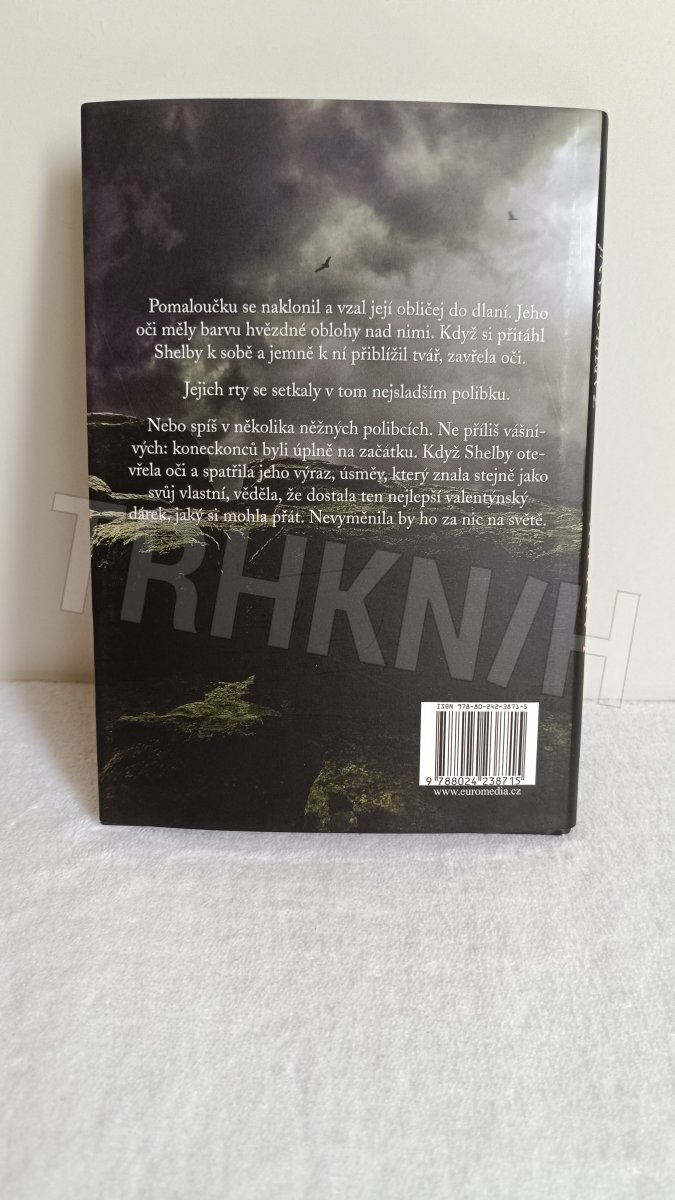 Pomaloučku se naklonil a vzal její obličej do dlaní. Jeho
oči měly barvu hvězdné oblohy nad nimi. Když si přitáhl
Shelby k sobě a jemně k ní přiblížil tvář, zavřela oči.
Jejich rty se setkaly v tom nejsladším polibku.
Nebo spíš v několika něžných polibcích. Ne příliš vášni-
vých: koneckonců byli úplně na začátku. Když Shelby ote-
vřela oči a spatřila jeho výraz, úsměv, který znala stejně jako
svůj vlastní, věděla, že dostala ten nejlepší valentýnský
dárek, jaký si mohla přát. Nevyměnila by ho za nic na světě.
TRHKNIH
ISBN 978-80-242-3871-5
9 788024 238715
www.euromedia.cz